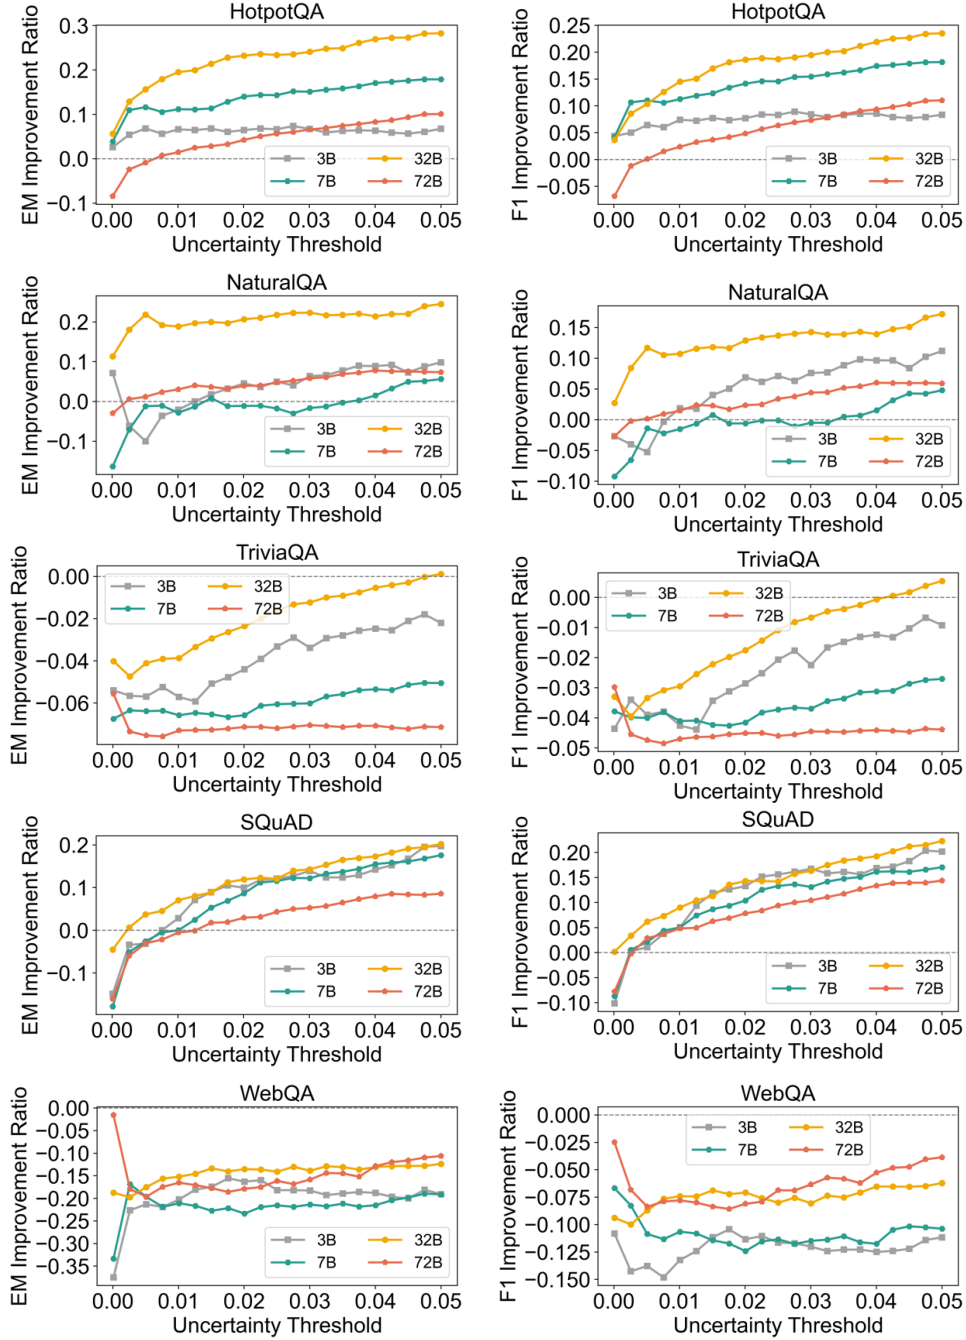 HotpotQA
EM Improvement Ratio
0.3
0.2
0.1
0.0
−0.1
3B 32B
7B 72B
0.00 0.01 0.02 0.03 0.04 0.05
Uncertainty Threshold
HotpotQA
F1 Improvement Ratio
0.25
0.20
0.15
0.10
0.05
0.00
−0.05
3B 32B
7B 72B
0.00 0.01 0.02 0.03 0.04 0.05
Uncertainty Threshold
NaturalQA
EM Improvement Ratio
0.2
0.1
0.0
−0.1
3B 32B
7B 72B
0.00 0.01 0.02 0.03 0.04 0.05
Uncertainty Threshold
NaturalQA
F1 Improvement Ratio
0.15
0.10
0.05
0.00
−0.05
−0.10
3B 32B
7B 72B
0.00 0.01 0.02 0.03 0.04 0.05
Uncertainty Threshold
TriviaQA
EM Improvement Ratio
0.00
−0.02
−0.04
−0.06
3B 32B
7B 72B
0.00 0.01 0.02 0.03 0.04 0.05
Uncertainty Threshold
TriviaQA
F1 Improvement Ratio
0.00
−0.01
−0.02
−0.03
−0.04
−0.05
3B 32B
7B 72B
0.00 0.01 0.02 0.03 0.04 0.05
Uncertainty Threshold
SQuAD
EM Improvement Ratio
0.2
0.1
0.0
−0.1
3B 32B
7B 72B
0.00 0.01 0.02 0.03 0.04 0.05
Uncertainty Threshold
SQuAD
F1 Improvement Ratio
0.20
0.15
0.10
0.05
0.00
−0.05
−0.10
3B 32B
7B 72B
0.00 0.01 0.02 0.03 0.04 0.05
Uncertainty Threshold
WebQA
EM Improvement Ratio
0.00
−0.05
−0.10
−0.15
−0.20
−0.25
−0.30
−0.35
3B 32B
7B 72B
0.00 0.01 0.02 0.03 0.04 0.05
Uncertainty Threshold
WebQA
F1 Improvement Ratio
0.000
−0.025
−0.050
−0.075
−0.100
−0.125
−0.150
3B 32B
7B 72B
0.00 0.01 0.02 0.03 0.04 0.05
Uncertainty Threshold